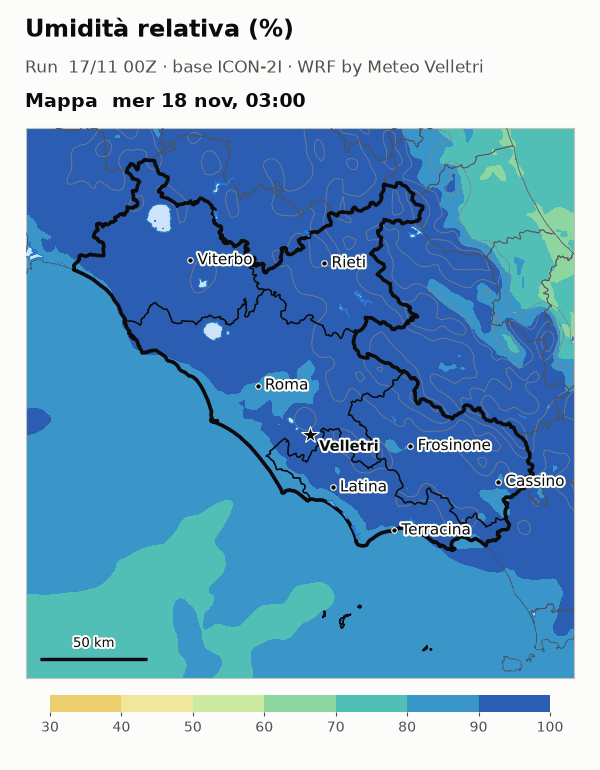 Umidità relativa (%)
Run  17/11 00Z · base ICON-2I · WRF by Meteo Velletri
Mappa  mer 18 nov, 03:00
Viterbo
Rieti
Roma
Velletri
Frosinone
Latina
Cassino
Terracina
50 km
30 40 50 60 70 80 90 100